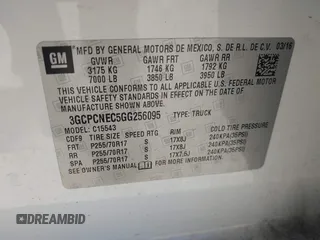 GM
MFD BY GENERAL MOTORS DE MEXICO, S. DE R.L. DE C.V. 03/16
GVWR GAWR FRT GAWR RR
3175 KG 1746 KG 1792 KG
7000 LB 3850 LB 3950 LB
THIS VEHICLE CONFORMS TO ALL APPLICABLE U.S. FEDERAL MOTOR
VEHICLE SAFETY STANDARDS IN EFFECT ON THE DATE OF
MANUFACTURE SHOWN ABOVE.
3GCPCNEC5GG256095 TYPE: TRUCK
MODEL: C15543
TIRE SIZE SPEED RTG RIM COLD TIRE PRESSURE
FRT P255/70R17 S 17X8J 240KPA(35PSI)
RR P255/70R17 S 17X8J 240KPA(35PSI)
SPA P255/70R17 S 17X7.5J 240KPA(35PSI)
SEE OWNER'S MANUAL
DREAMBID DREAMBID.COM